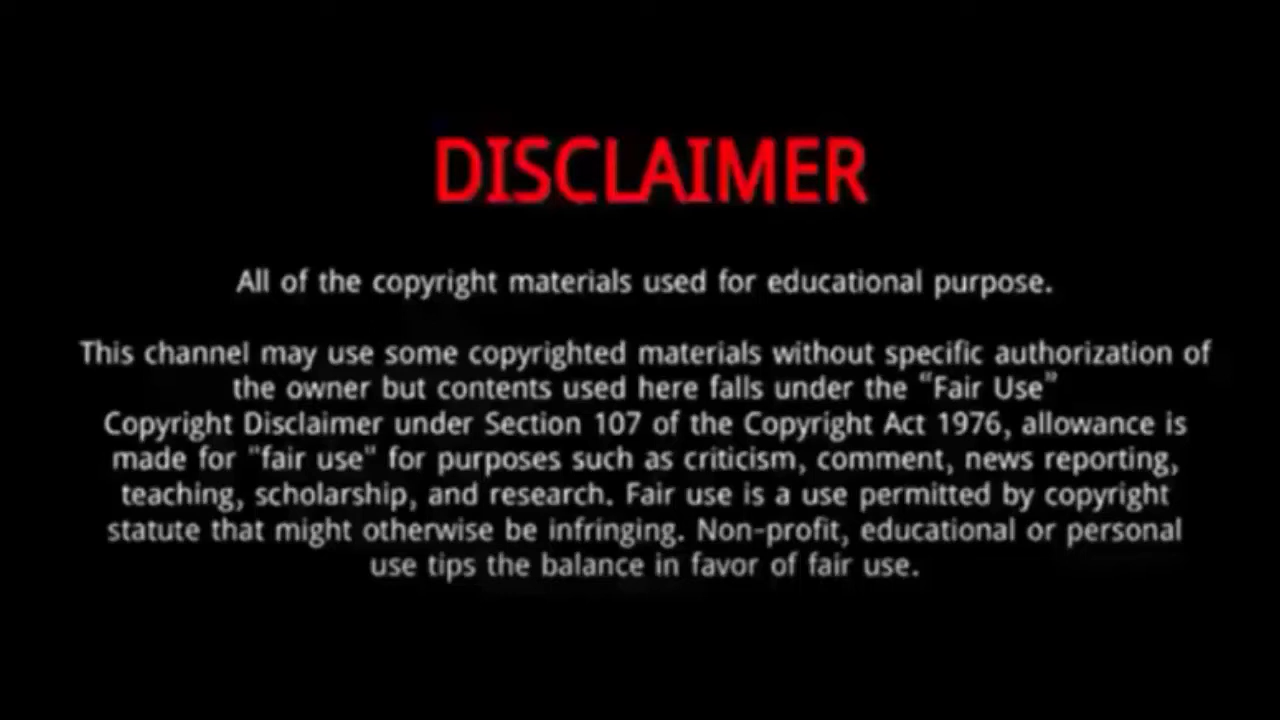 DISCLAIMER
All of the copyright materials used for educational purpose.
This channel may use some copyrighted materials without specific authorization of
the owner but contents used here falls under the “Fair Use”
Copyright Disclaimer under Section 107 of the Copyright Act 1976, allowance is
made for "fair use" for purposes such as criticism, comment, news reporting,
teaching, scholarship, and research. Fair use is a use permitted by copyright
statute that might otherwise be infringing. Non-profit, educational or personal
use tips the balance in favor of fair use.